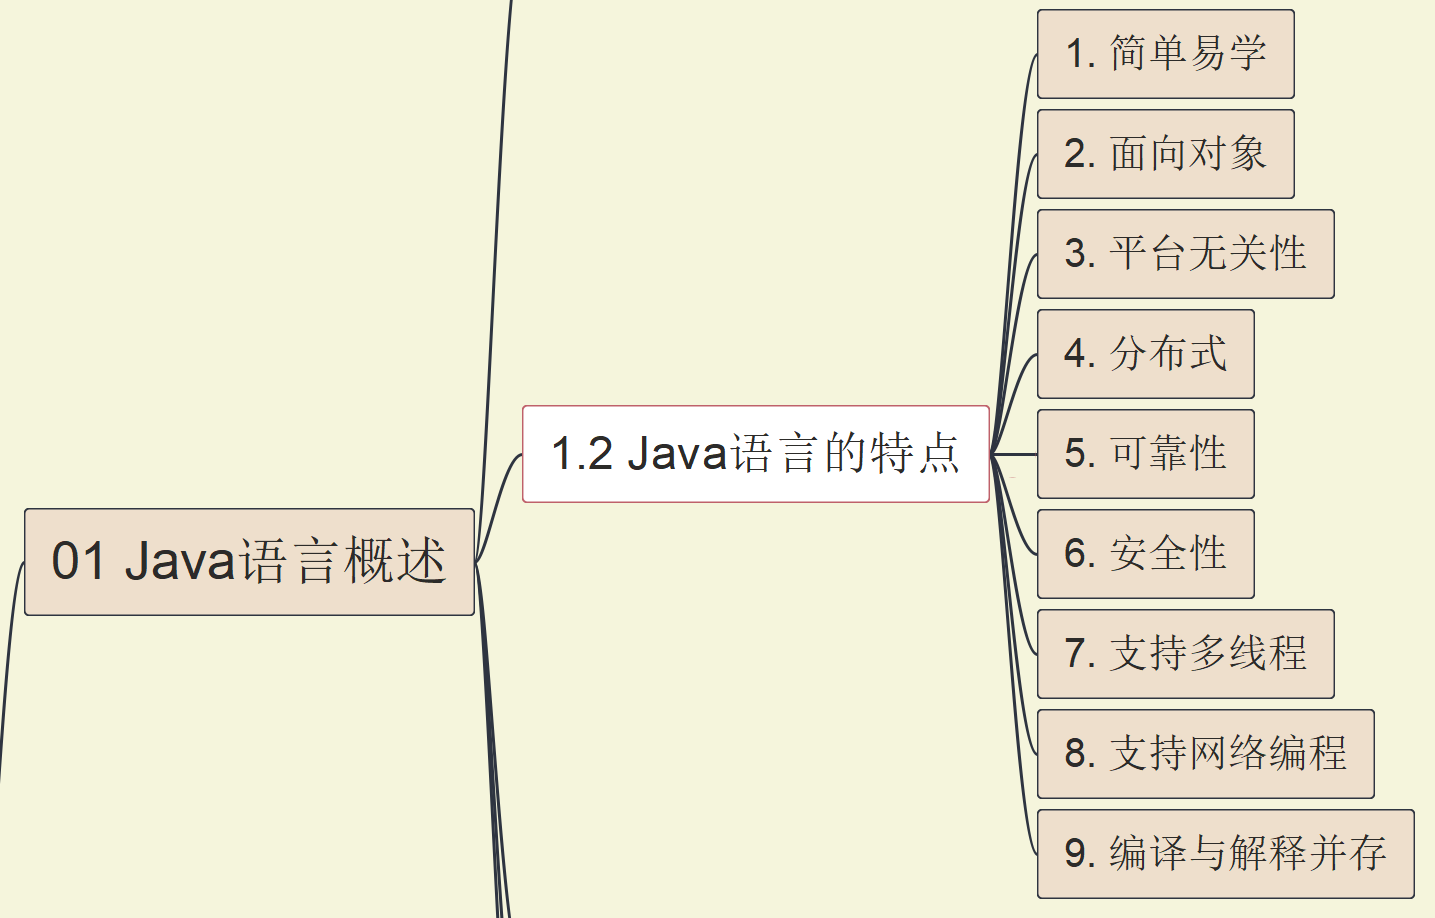 01 Java语言概述
1.2 Java语言的特点
1. 简单易学
2. 面向对象
3. 平台无关性
4. 分布式
5. 可靠性
6. 安全性
7. 支持多线程
8. 支持网络编程
9. 编译与解释并存